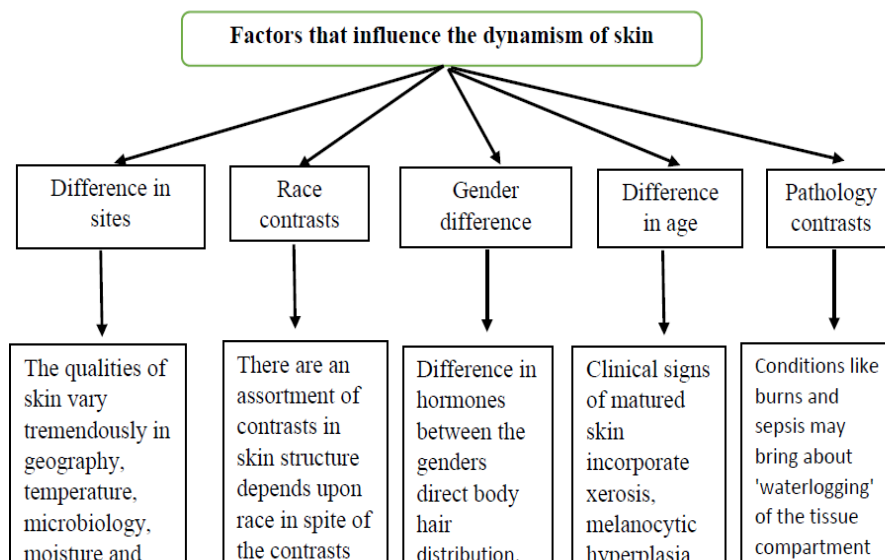 Factors that influence the dynamism of skin
Difference in
sites
Race
contrasts
Gender
difference
Difference
in age
Pathology
contrasts
The qualities of
skin vary
tremendously in
geography,
temperature,
microbiology,
moisture and
There are an
assortment of
contrasts in
skin structure
depends upon
race in spite of
the contrasts
Difference in
hormones
between the
genders
direct body
hair
distribution,
Clinical signs
of matured
skin
incorporate
xerosis,
melanocytic
hyperplasia
Conditions like
burns and
sepsis may
bring about
'waterlogging'
of the tissue
compartment